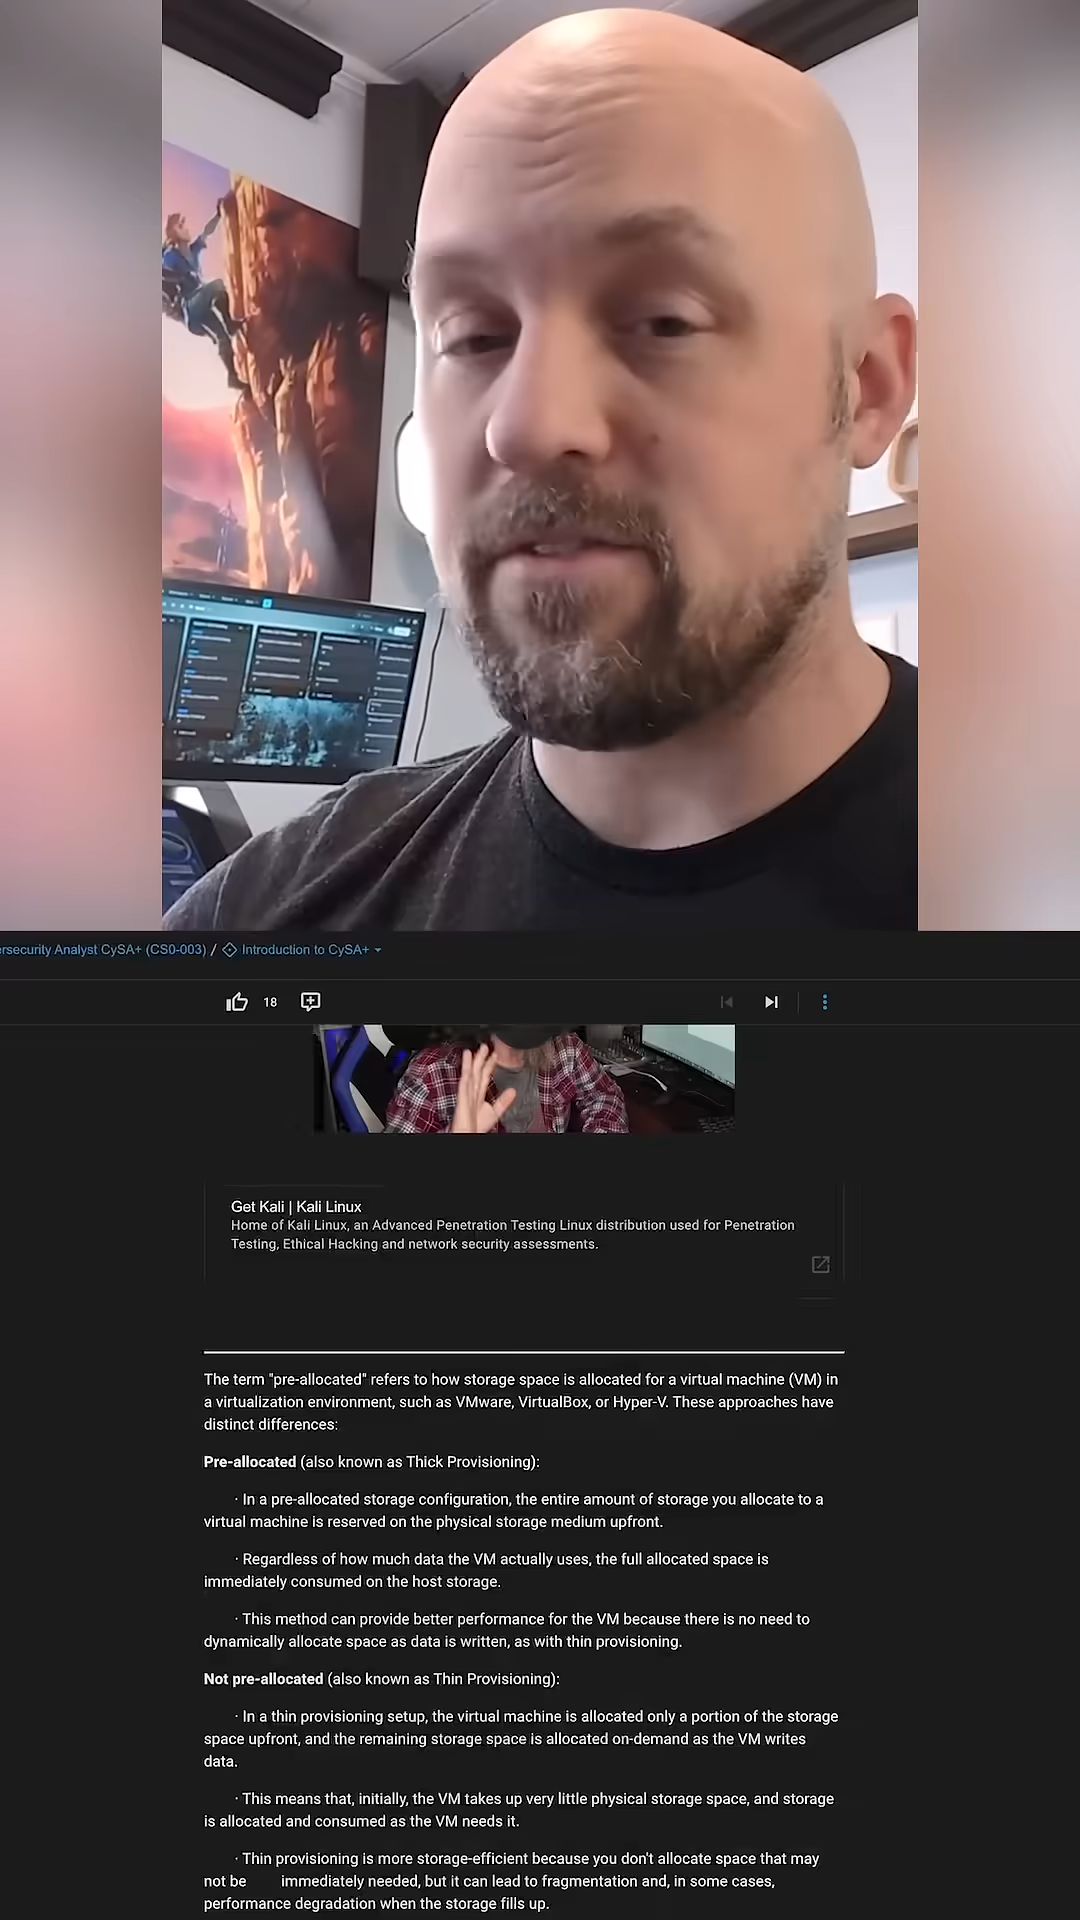 ersecurity Analyst CySA+ (CS0-003) / Introduction to CySA+
18
Get Kali | Kali Linux
Home of Kali Linux, an Advanced Penetration Testing Linux distribution used for Penetration
Testing, Ethical Hacking and network security assessments.
The term "pre-allocated" refers to how storage space is allocated for a virtual machine (VM) in
a virtualization environment, such as VMware, VirtualBox, or Hyper-V. These approaches have
distinct differences:
Pre-allocated (also known as Thick Provisioning):
· In a pre-allocated storage configuration, the entire amount of storage you allocate to a
virtual machine is reserved on the physical storage medium upfront.
· Regardless of how much data the VM actually uses, the full allocated space is
immediately consumed on the host storage.
· This method can provide better performance for the VM because there is no need to
dynamically allocate space as data is written, as with thin provisioning.
Not pre-allocated (also known as Thin Provisioning):
· In a thin provisioning setup, the virtual machine is allocated only a portion of the storage
space upfront, and the remaining storage space is allocated on-demand as the VM writes
data.
· This means that, initially, the VM takes up very little physical storage space, and storage
is allocated and consumed as the VM needs it.
· Thin provisioning is more storage-efficient because you don't allocate space that may
not be immediately needed, but it can lead to fragmentation and, in some cases,
performance degradation when the storage fills up.